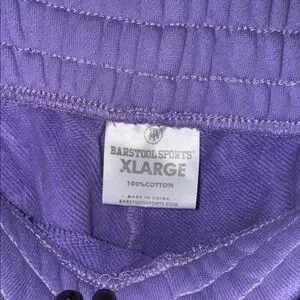 BARSTOOL SPORTS
XLARGE
100%COTTON
MADE IN CHINA
BARSTOOLSPORTS.COM